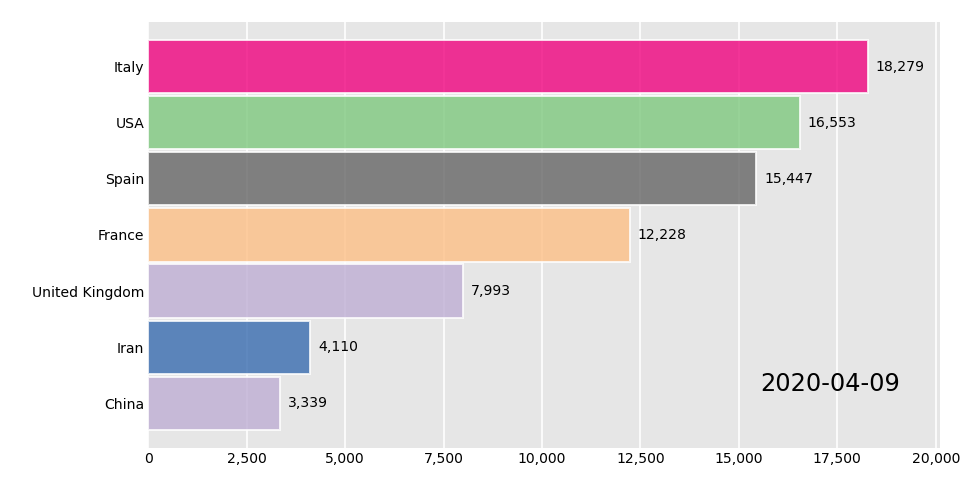 Italy 18,279
USA 16,553
Spain 15,447
France 12,228
United Kingdom 7,993
Iran 4,110
2020-04-09
China 3,339
0 2,500 5,000 7,500 10,000 12,500 15,000 17,500 20,000